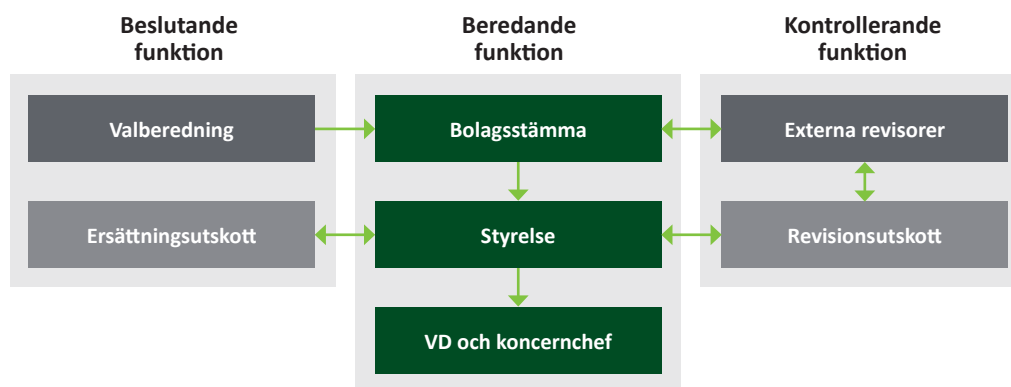 Beslutande
funktion
Beredande
funktion
Kontrollerande
funktion
Valberedning
Bolagsstämma
Externa revisorer
Ersättningsutskott
Styrelse
Revisionsutskott
VD och koncernchef